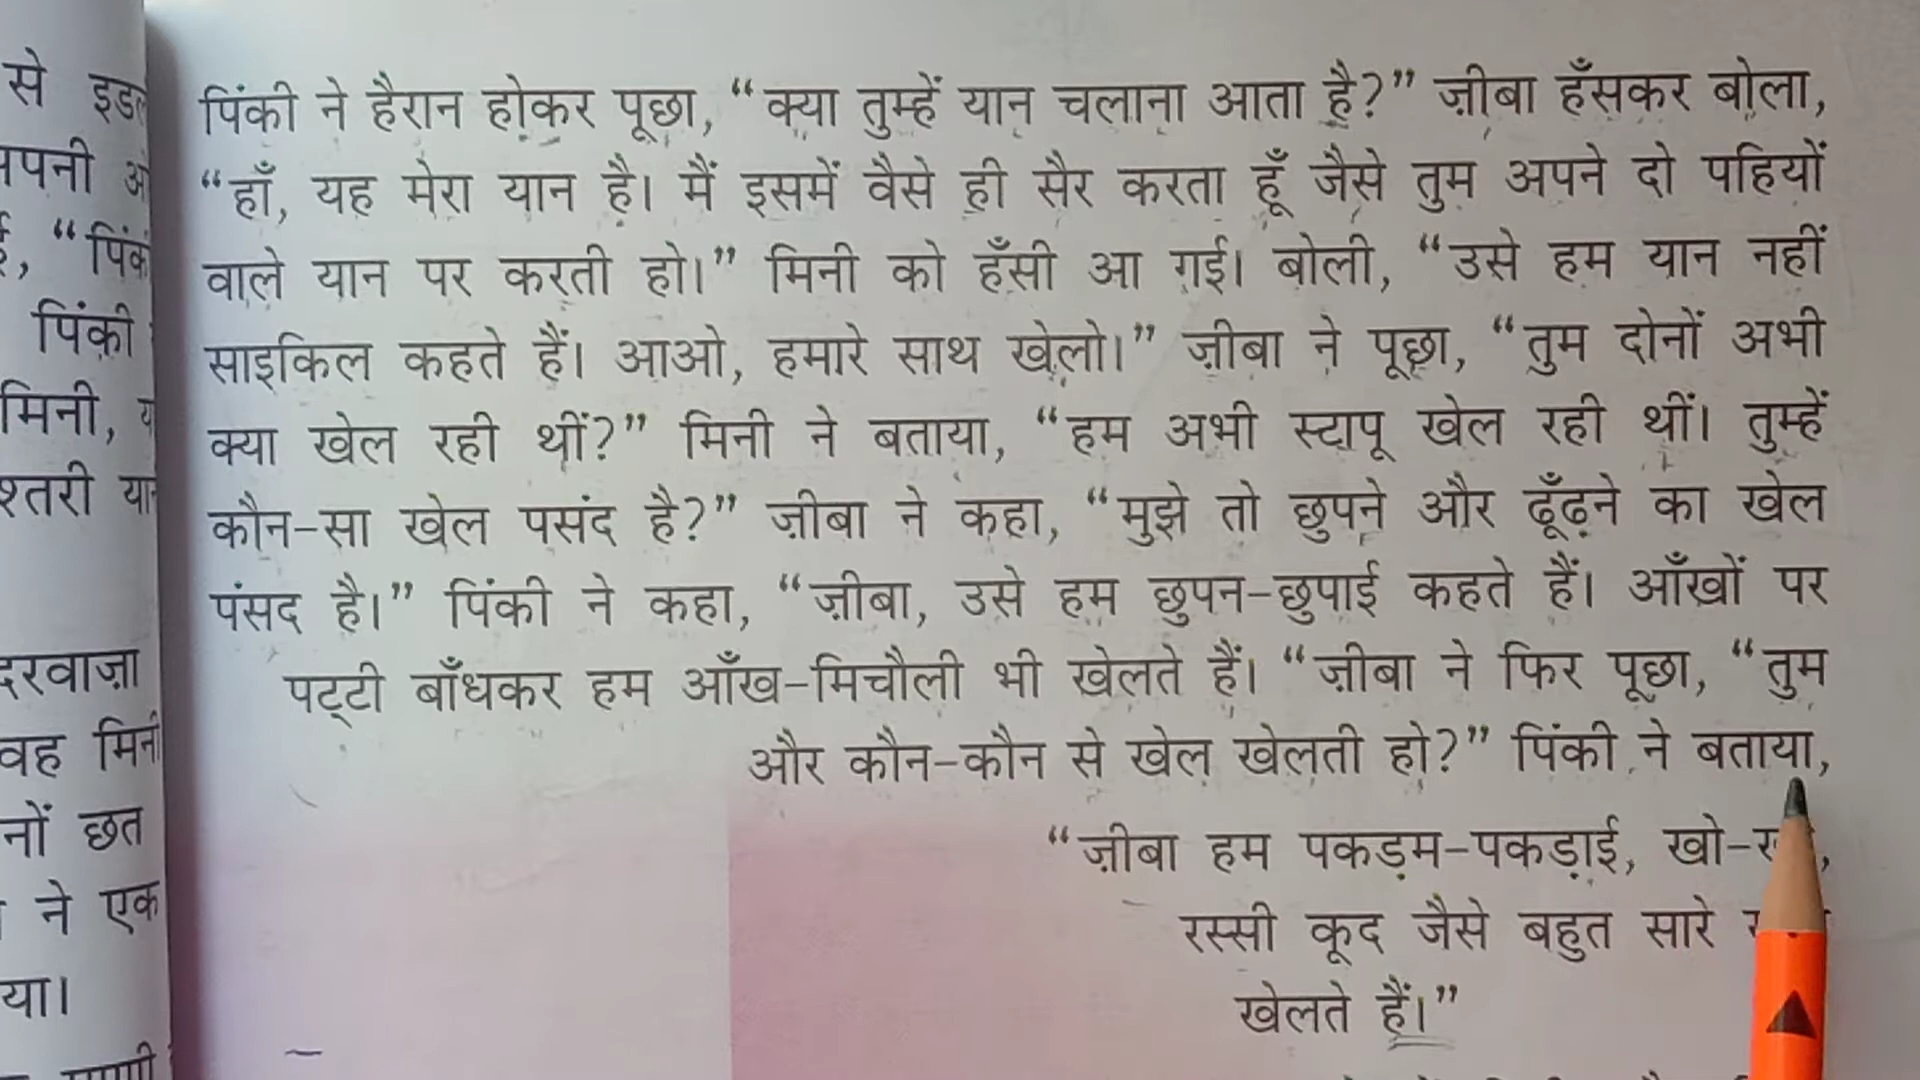 से
पिंकी ने हैरान होकर पूछा, “क्या तुम्हें यान चलाना आता है?” ज़ीबा हँसकर बोला,
पनी
“हाँ, यह मेरा यान है। मैं इसमें वैसे ही सैर करता हूँ जैसे तुम अपने दो पहियों
वाले यान पर करती हो।” मिनी को हँसी आ गई। बोली, “उसे हम यान नहीं
पिंकी
साइकिल कहते हैं। आओ, हमारे साथ खेलो।” ज़ीबा ने पूछा, “तुम दोनों अभी
मिनी,
क्या खेल रही थीं?” मिनी ने बताया, “हम अभी स्टापू खेल रही थीं। तुम्हें
श्तरी
कौन-सा खेल पसंद है?” ज़ीबा ने कहा, “मुझे तो छुपने और ढूँढ़ने का खेल
पंसद है।” पिंकी ने कहा, “ज़ीबा, उसे हम छुपन-छुपाई कहते हैं। आँखों पर
दरवाज़ा
पट्टी बाँधकर हम आँख-मिचौली भी खेलते हैं। “ज़ीबा ने फिर पूछा, “तुम
वह
और कौन-कौन से खेल खेलती हो?” पिंकी ने बताया,
नों छत
“ज़ीबा हम पकड़म-पकड़ाई,
ने एक
रस्सी कूद जैसे बहुत सारे
या।
खेलते हैं।”